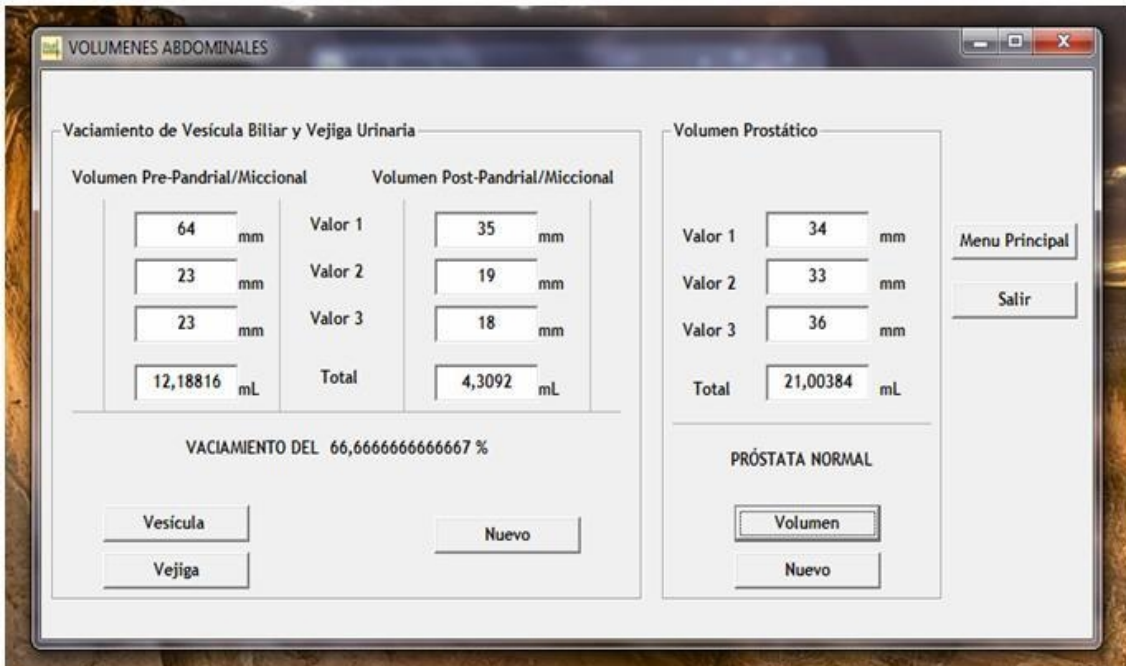 VOLUMENES ABDOMINALES
Vaciamiento de Vesícula Biliar y Vejiga Urinaria
Volumen Pre-Pandrial/Miccional Volumen Post-Pandrial/Miccional
64 mm Valor 1 35 mm
23 mm Valor 2 19 mm
23 mm Valor 3 18 mm
12,18816 mL Total 4,3092 mL
VACIAMIENTO DEL 66,6666666666667 %
Vesícula
Vejiga
Nuevo
Volumen Prostático
Valor 1 34 mm
Valor 2 33 mm
Valor 3 36 mm
Total 21,00384 mL
PRÓSTATA NORMAL
Volumen
Nuevo
Menu Principal
Salir